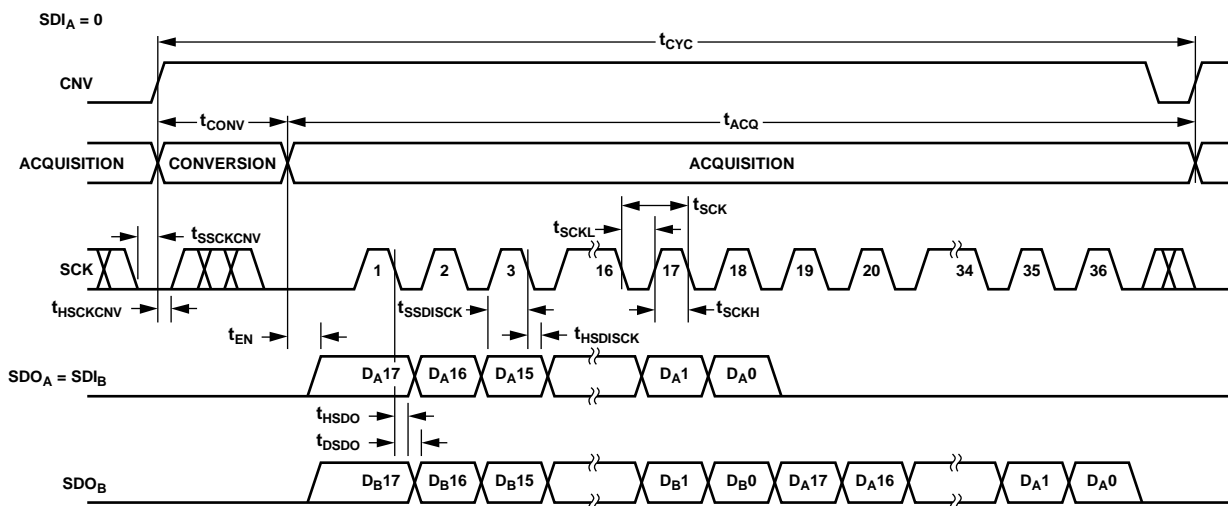 SDIA = 0
tCYC
CNV
tCONV
tACQ
ACQUISITION CONVERSION ACQUISITION
tSCK
tSSCKCNV
tSCKL
SCK 1 2 3 16 17 18 19 20 34 35 36
tHSCKCNV
tSSDISCK
tSCKH
tEN
tHSDISCK
SDOA = SDIB DA17 DA16 DA15 DA1 DA0
tHSDO
tDSDO
SDOB DB17 DB16 DB15 DB1 DB0 DA17 DA16 DA1 DA0